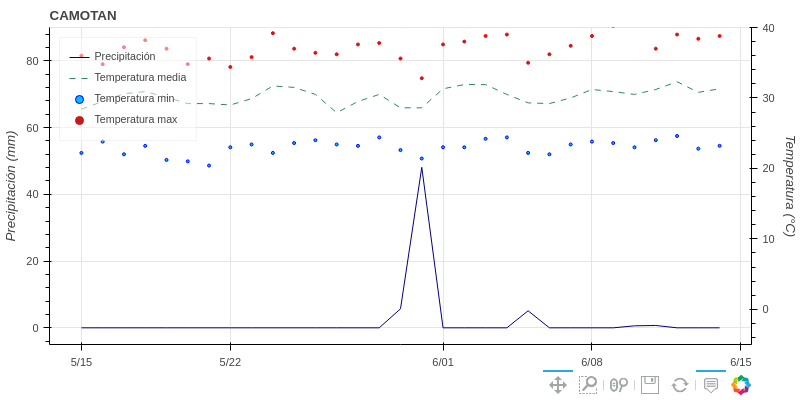 CAMOTAN
Precipitación
Temperatura media
Temperatura min
Temperatura max
Precipitación (mm)
80
60
40
20
0
Temperatura (°C)
40
30
20
10
0
5/15
5/22
6/01
6/08
6/15